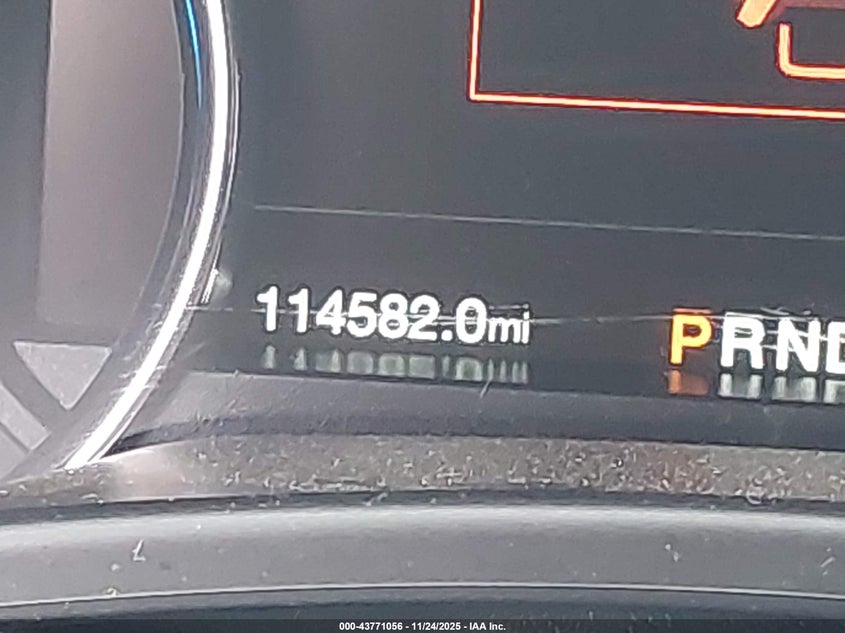 114582.0mi
PRND
000-43771056 - 11/24/2025 - IAA Inc.